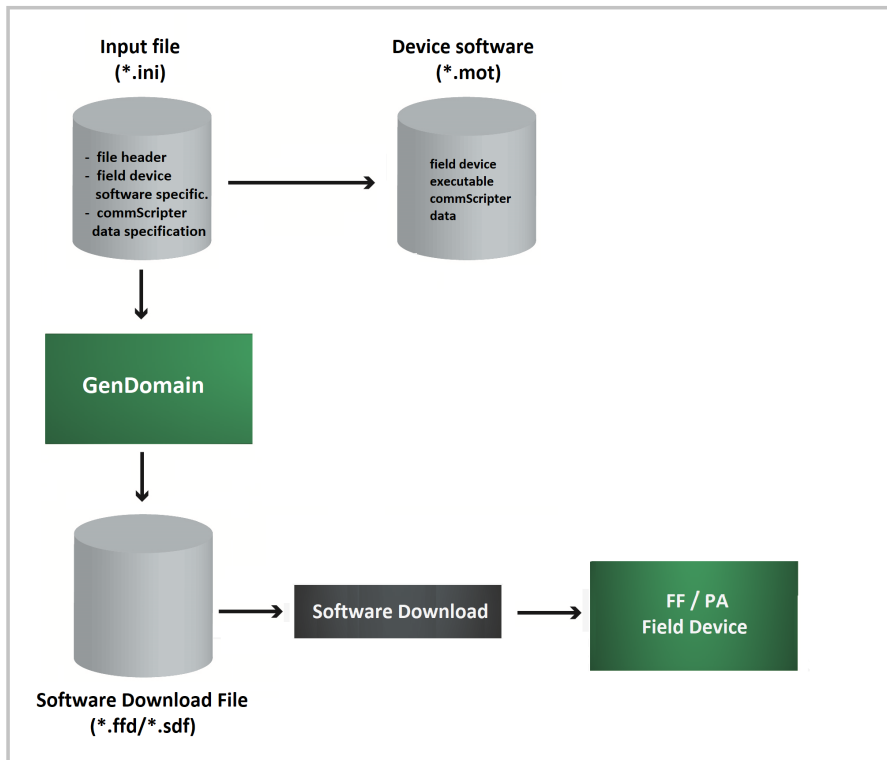 Input file
(*.ini)
Device software
(*.mot)
- file header
- field device
software specific.
- commScripter
data specification
field device
executable
commScripter
data
GenDomain
Software Download
FF / PA
Field Device
Software Download File
(*.ffd/*.sdf)